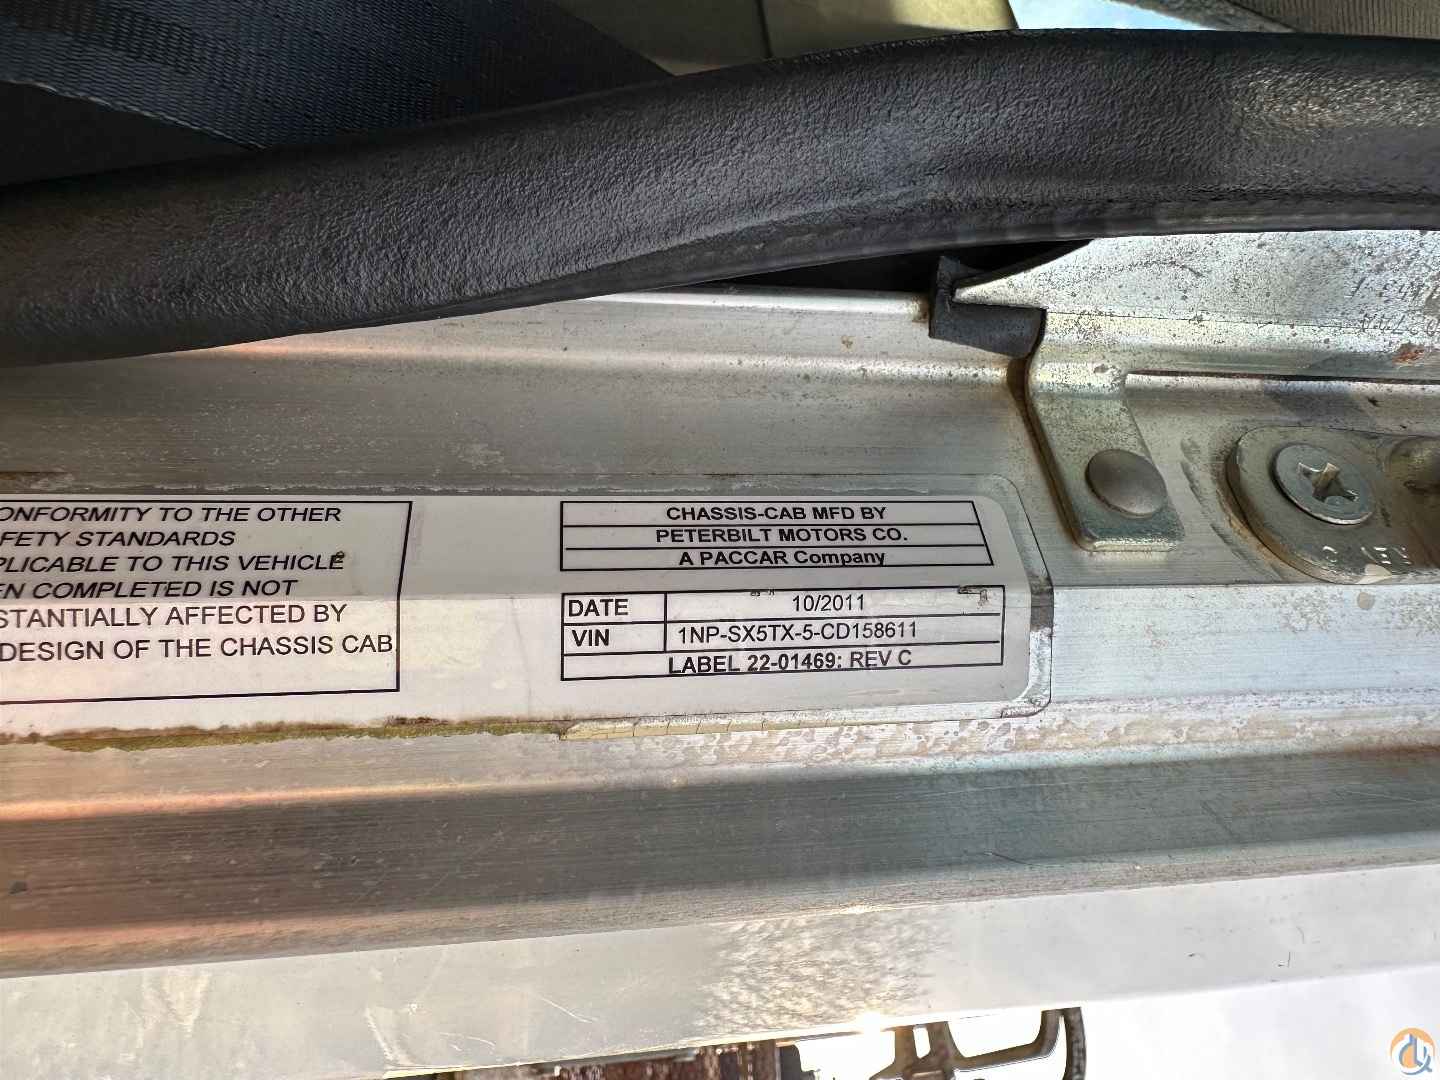 ONFORMITY TO THE OTHER
AFETY STANDARDS
PLICABLE TO THIS VEHICLE
EN COMPLETED IS NOT
STANTIALLY AFFECTED BY
DESIGN OF THE CHASSIS CAB
CHASSIS-CAB MFD BY
PETERBILT MOTORS CO.
A PACCAR Company
DATE 10/2011
VIN 1NP-SX5TX-5-CD158611
LABEL 22-01469: REV C